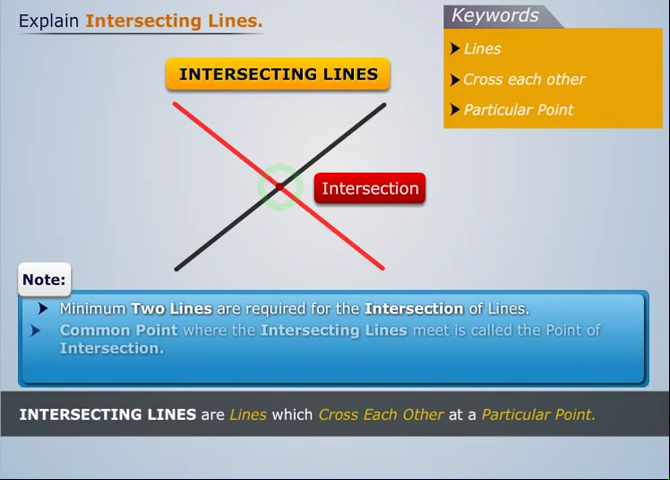 Explain Intersecting Lines.
Keywords
Lines
Cross each other
Particular Point
INTERSECTING LINES
Intersection
Note:
Minimum Two Lines are required for the Intersection of Lines.
Common Point where the Intersecting Lines meet is called the Point of
Intersection.
INTERSECTING LINES are Lines which Cross Each Other at a Particular Point.